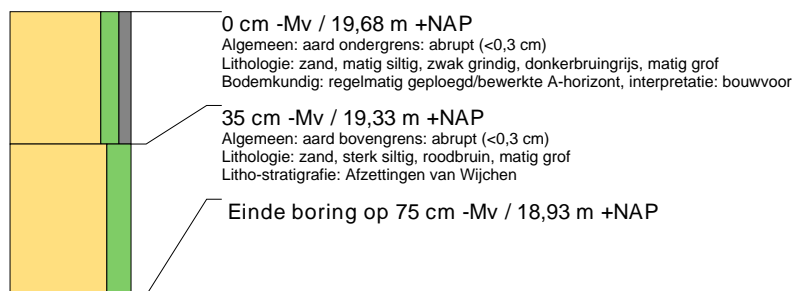 0 cm -Mv / 19,68 m +NAP
Algemeen: aard ondergrens: abrupt (<0,3 cm)
Lithologie: zand, matig siltig, zwak grindig, donkerbruingrijs, matig grof
Bodemkundig: regelmatig geploegd/bewerkte A-horizont, interpretatie: bouwvoor
35 cm -Mv / 19,33 m +NAP
Algemeen: aard bovengrens: abrupt (<0,3 cm)
Lithologie: zand, sterk siltig, roodbruin, matig grof
Litho-stratigrafie: Afzettingen van Wijchen
Einde boring op 75 cm -Mv / 18,93 m +NAP